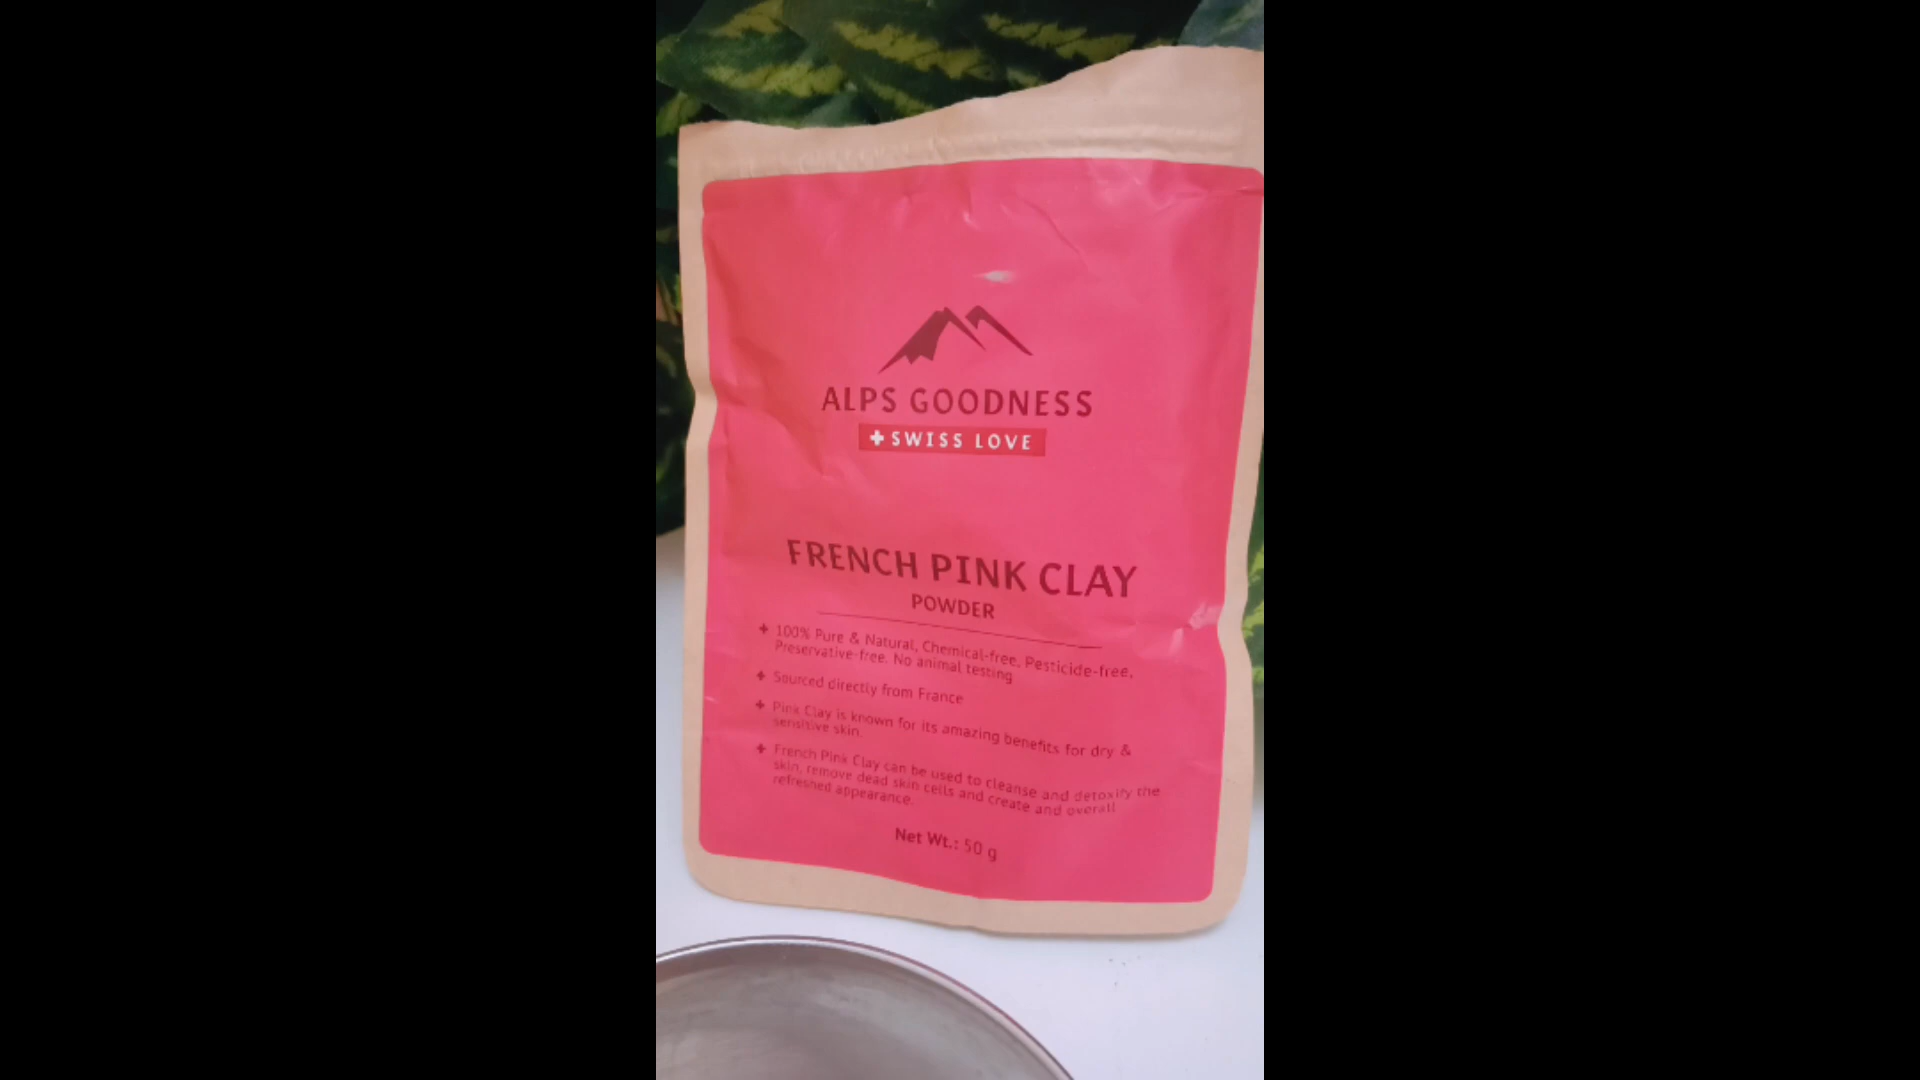 ALPS GOODNESS
SWISS LOVE
FRENCH PINK CLAY
POWDER
100% Pure & Natural, Chemical-free, Pesticide-free,
Preservative-free. No animal testing
Sourced directly from France
Pink Clay is known for its amazing benefits for dry &
sensitive skin.
French Pink Clay can be used to cleanse and detoxify the
skin, remove dead skin cells and create and overall
refreshed appearance.
Net Wt.: 50 g